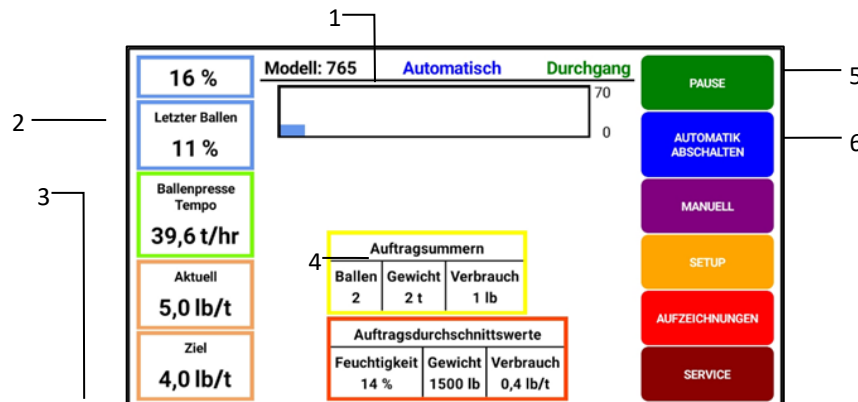 1
Modell: 765 Automatisch Durchgang
70
0
2
3
16 %
Letzter Ballen
11 %
Ballenpresse
Tempo
39,6 t/hr
Aktuell
5,0 lb/t
Ziel
4,0 lb/t
4
Auftragsummern
Ballen Gewicht Verbrauch
2 2 t 1 lb
Auftragsdurchschnittswerte
Feuchtigkeit Gewicht Verbrauch
14 % 1500 lb 0,4 lb/t
PAUSE
AUTOMATIK
ABSCHALTEN
MANUELL
SETUP
AUFZEICHNUNGEN
SERVICE
5
6